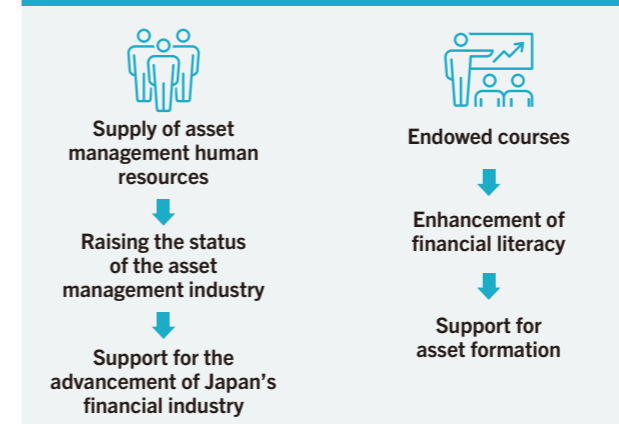 Supply of asset
management human
resources
Raising the status
of the asset
management industry
Support for the
advancement of Japan's
financial industry
Endowed courses
Enhancement of
financial literacy
Support for
asset formation